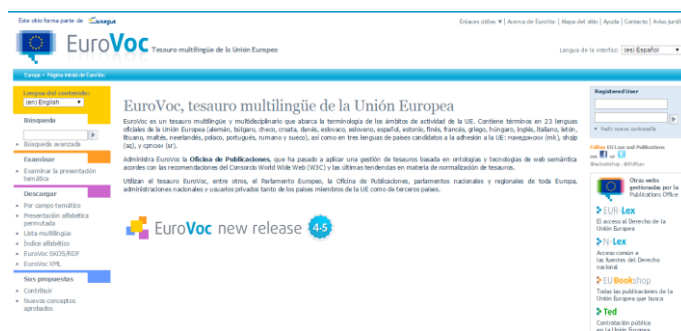 Este sitio forma parte de Europa
Enlaces útiles ▼ | Acerca de EuroVoc | Mapa del sitio | Ayuda | Contacto | Aviso jurídi
EuroVoc Tesauro multilingüe de la Unión Europea
Lengua de la interfaz: (es) Español
Europa > Página inicial de EuroVoc
Lengua del contenido:
(en) English
Búsqueda
Búsqueda avanzada
Examinar
Examinar la presentación
temática
Descargar
Por campo temático
Presentación alfabética
permutada
Lista multilingüe
Índice alfabético
EuroVoc SKOS/RDF
EuroVoc XML
Sus propuestas
Contribuir
Nuevos conceptos
aprobados
EuroVoc, tesauro multilingüe de la Unión Europea
EuroVoc es un tesauro multilingüe y multidisciplinario que abarca la terminología de los ámbitos de actividad de la UE. Contiene términos en 23 lenguas
oficiales de la Unión Europea (alemán, búlgaro, checo, croata, danés, eslovaco, esloveno, español, estonio, finés, francés, griego, húngaro, inglés, italiano, letón,
lituano, maltés, neerlandés, polaco, portugués, rumano y sueco), así como en tres lenguas de países candidatos a la adhesión a la UE: македонски (mk), shqip
(sq), y српски (sr).
Administra EuroVoc la Oficina de Publicaciones, que ha pasado a aplicar una gestión de tesauros basada en ontologías y tecnologías de web semántica
acordes con las recomendaciones del Consorcio World Wide Web (W3C) y las últimas tendencias en materia de normalización de tesauros.
Utilizan el tesauro EuroVoc, entre otros, el Parlamento Europeo, la Oficina de Publicaciones, parlamentos nacionales y regionales de toda Europa,
administraciones nacionales y usuarios privados tanto de los países miembros de la UE como de terceros países.
EuroVoc new release 4.5
Registered User
Pedir nueva contraseña
Follow EU Law and Publications
on
Otras webs
gestionadas por la
Publications Office
EUR-Lex
El acceso al Derecho de la
Unión Europea
N-Lex
Acceso común a
las fuentes del Derecho
nacional
EU Bookshop
Todas las publicaciones de la
Unión Europea que busca
Ted
Contratación pública
en la Unión Europea